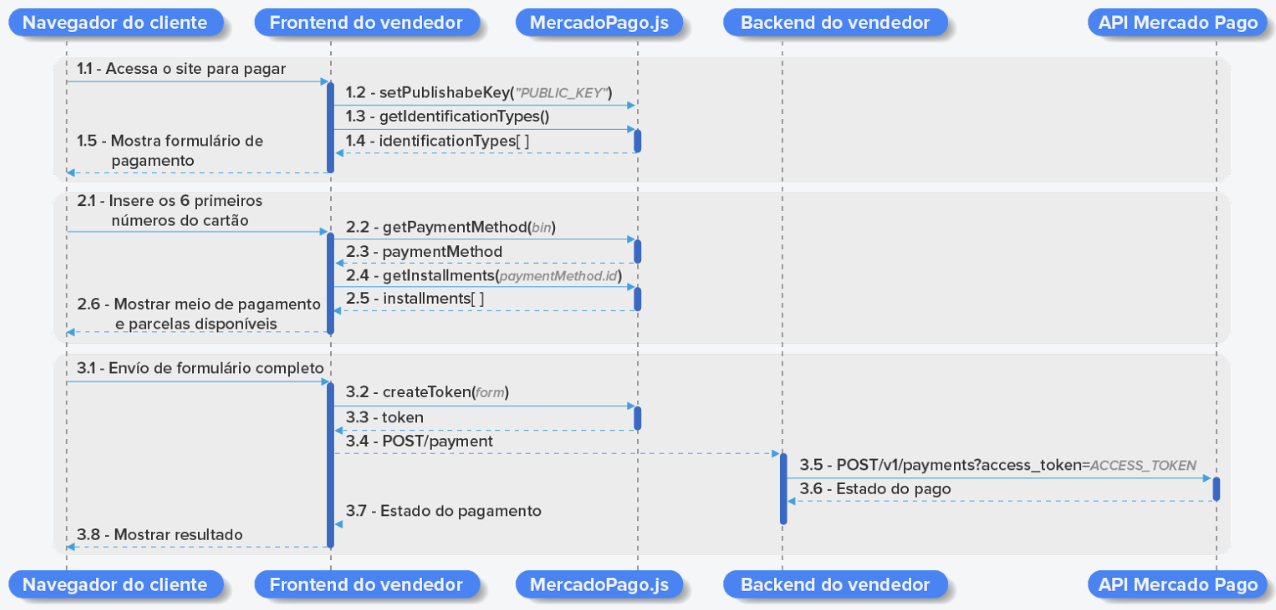 Navegador do cliente
Frontend do vendedor
MercadoPago.js
Backend do vendedor
API Mercado Pago
1.1 - Acessa o site para pagar
1.2 - setPublishabeKey("PUBLIC_KEY")
1.3 - getIdentificationTypes()
1.4 - identificationTypes[ ]
1.5 - Mostra formulário de
pagamento
2.1 - Insere os 6 primeiros
números do cartão
2.2 - getPaymentMethod(bin)
2.3 - paymentMethod
2.4 - getInstallments(paymentMethod.id)
2.5 - installments[ ]
2.6 - Mostrar meio de pagamento
e parcelas disponíveis
3.1 - Envío de formulário completo
3.2 - createToken(form)
3.3 - token
3.4 - POST/payment
3.5 - POST/v1/payments?access_token=ACCESS_TOKEN
3.6 - Estado do pago
3.7 - Estado do pagamento
3.8 - Mostrar resultado
Navegador do cliente
Frontend do vendedor
MercadoPago.js
Backend do vendedor
API Mercado Pago